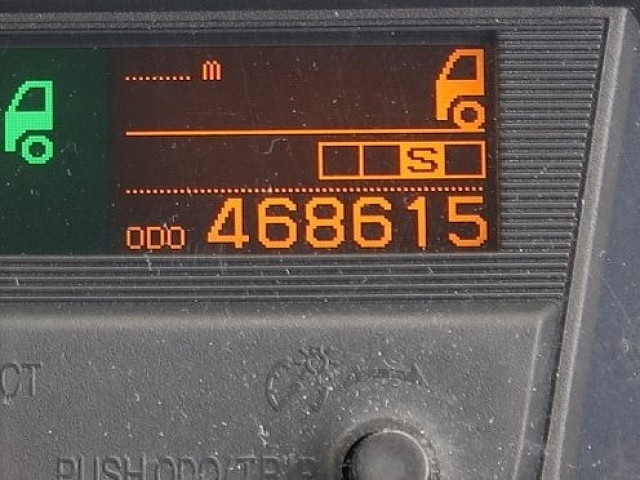 ......... m
S
ODO 468615
CT
PUSH ODO/TRIP